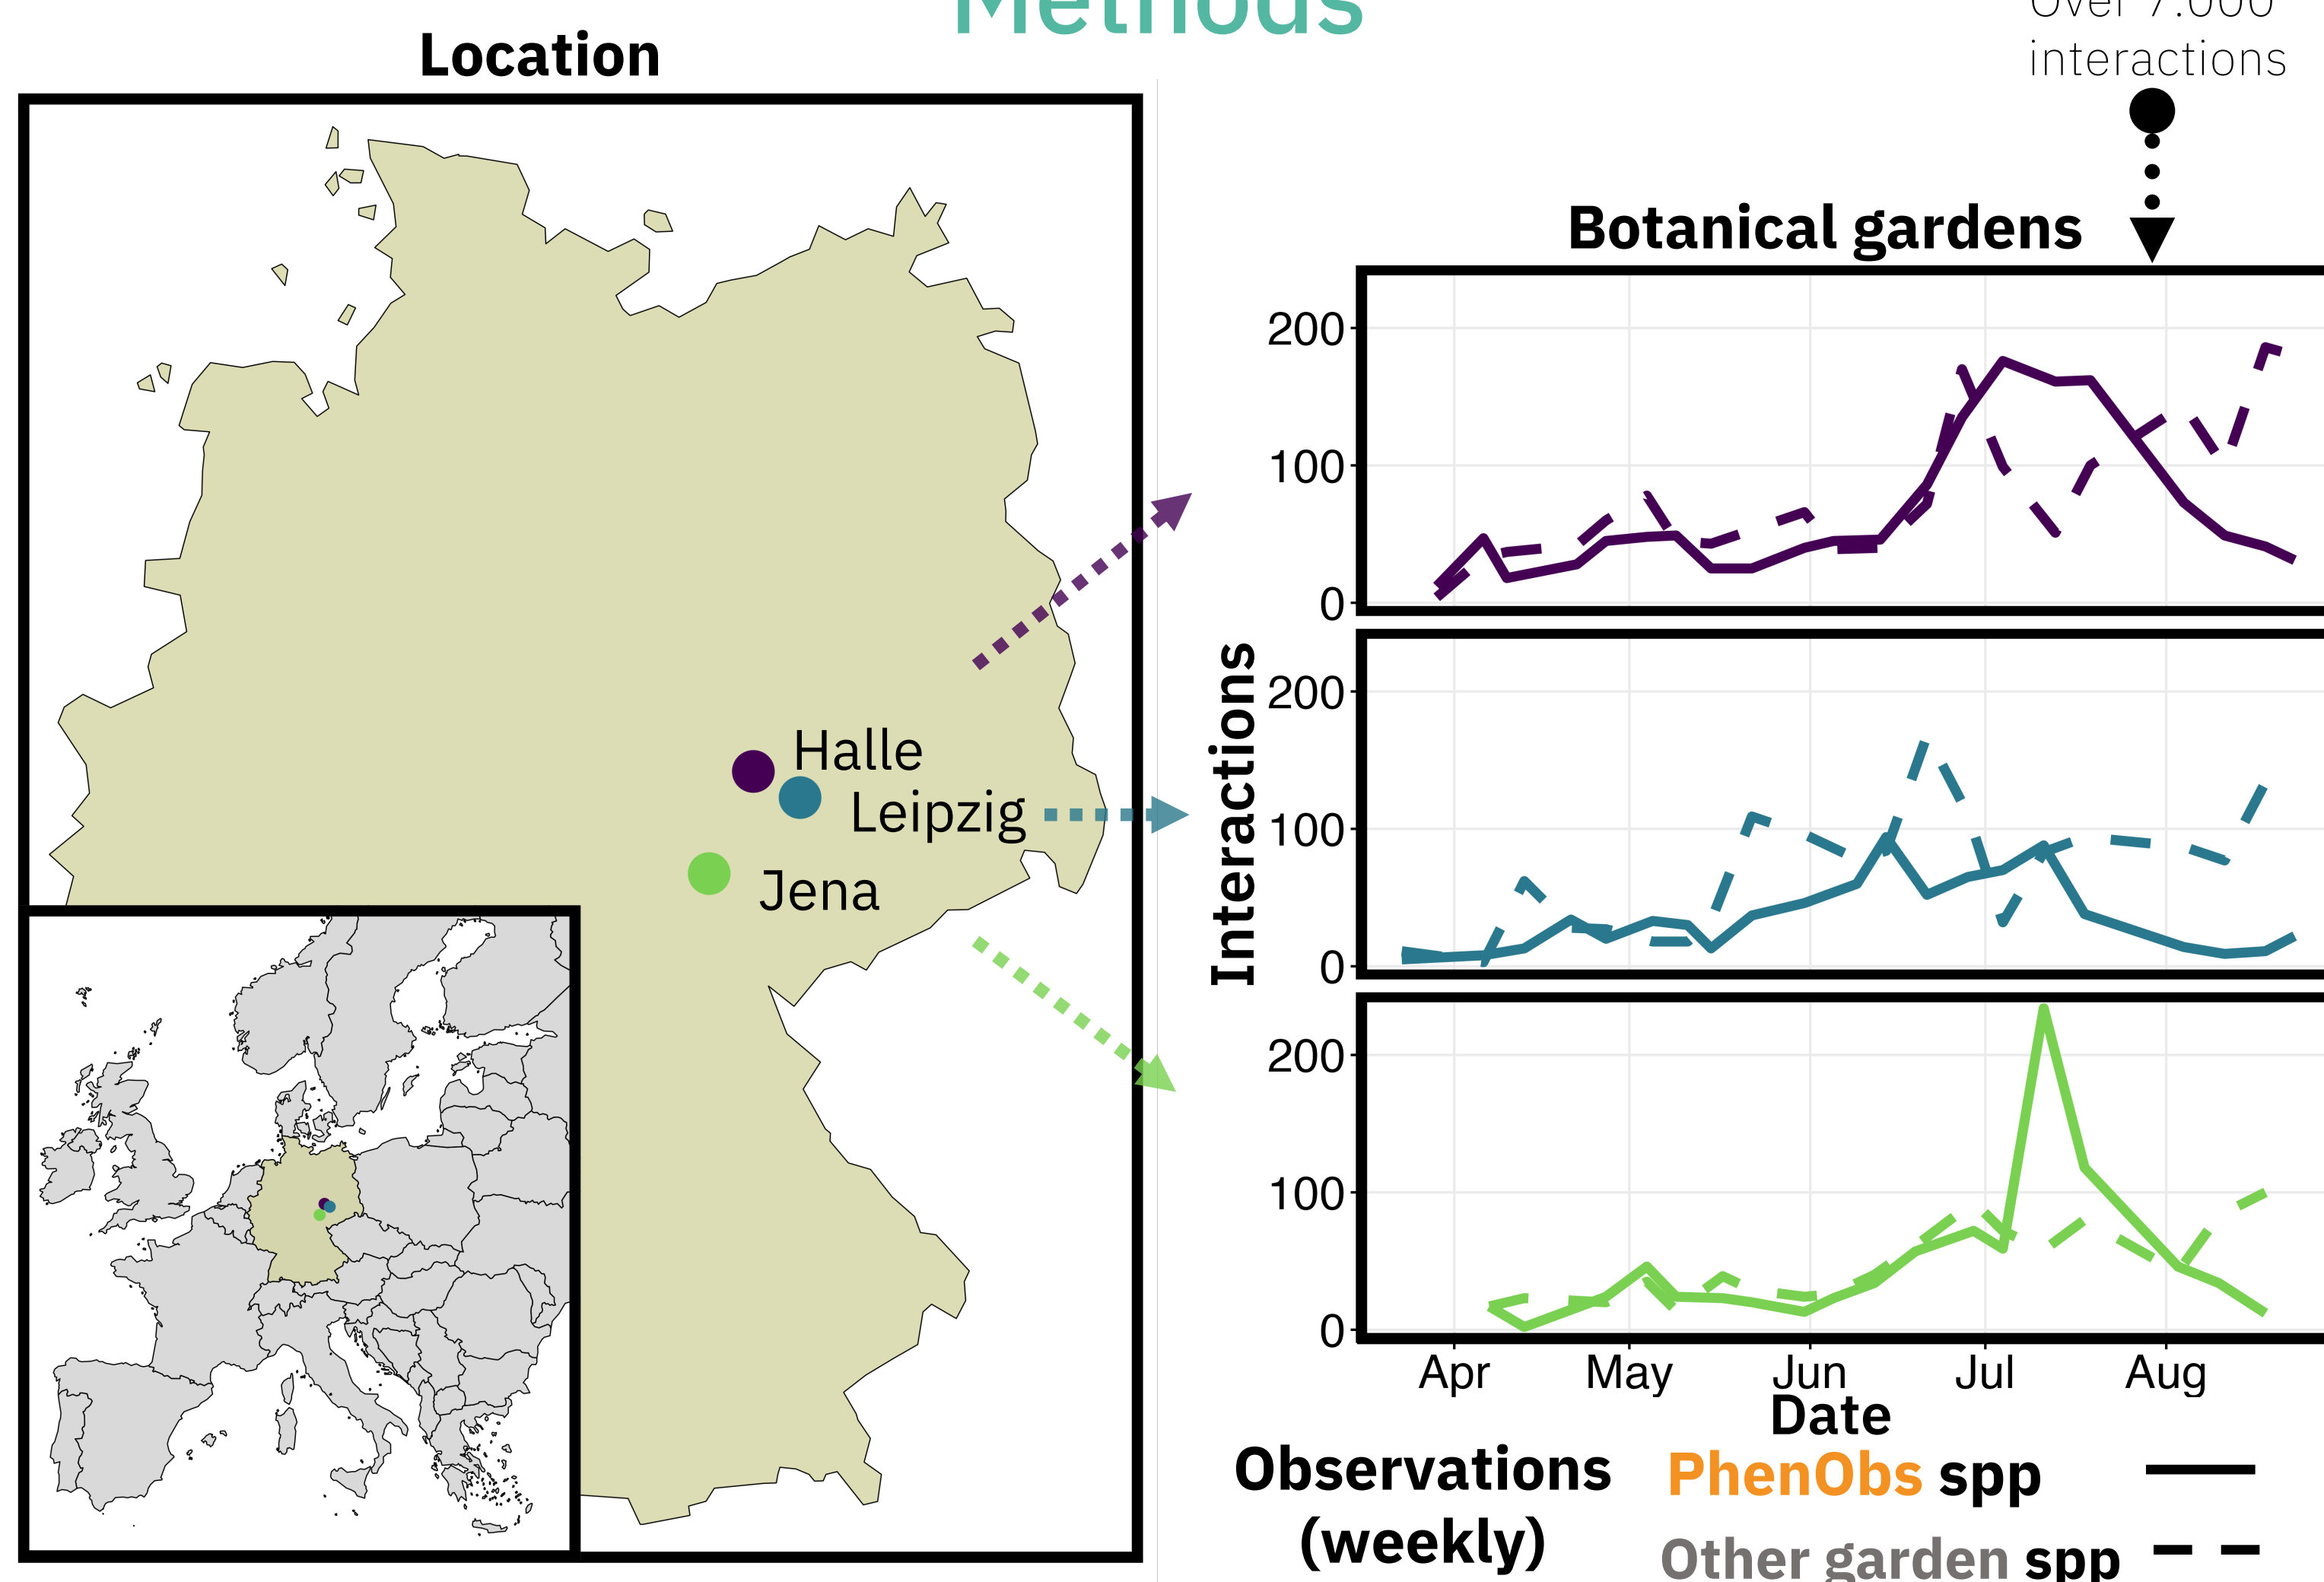 Methods
Location
Over 7.000
interactions
Halle
Leipzig
Jena
Botanical gardens
Interactions
200
100
0
200
100
0
200
100
0
Apr May Jun Jul Aug
Date
Observations
(weekly)
PhenObs spp
Other garden spp